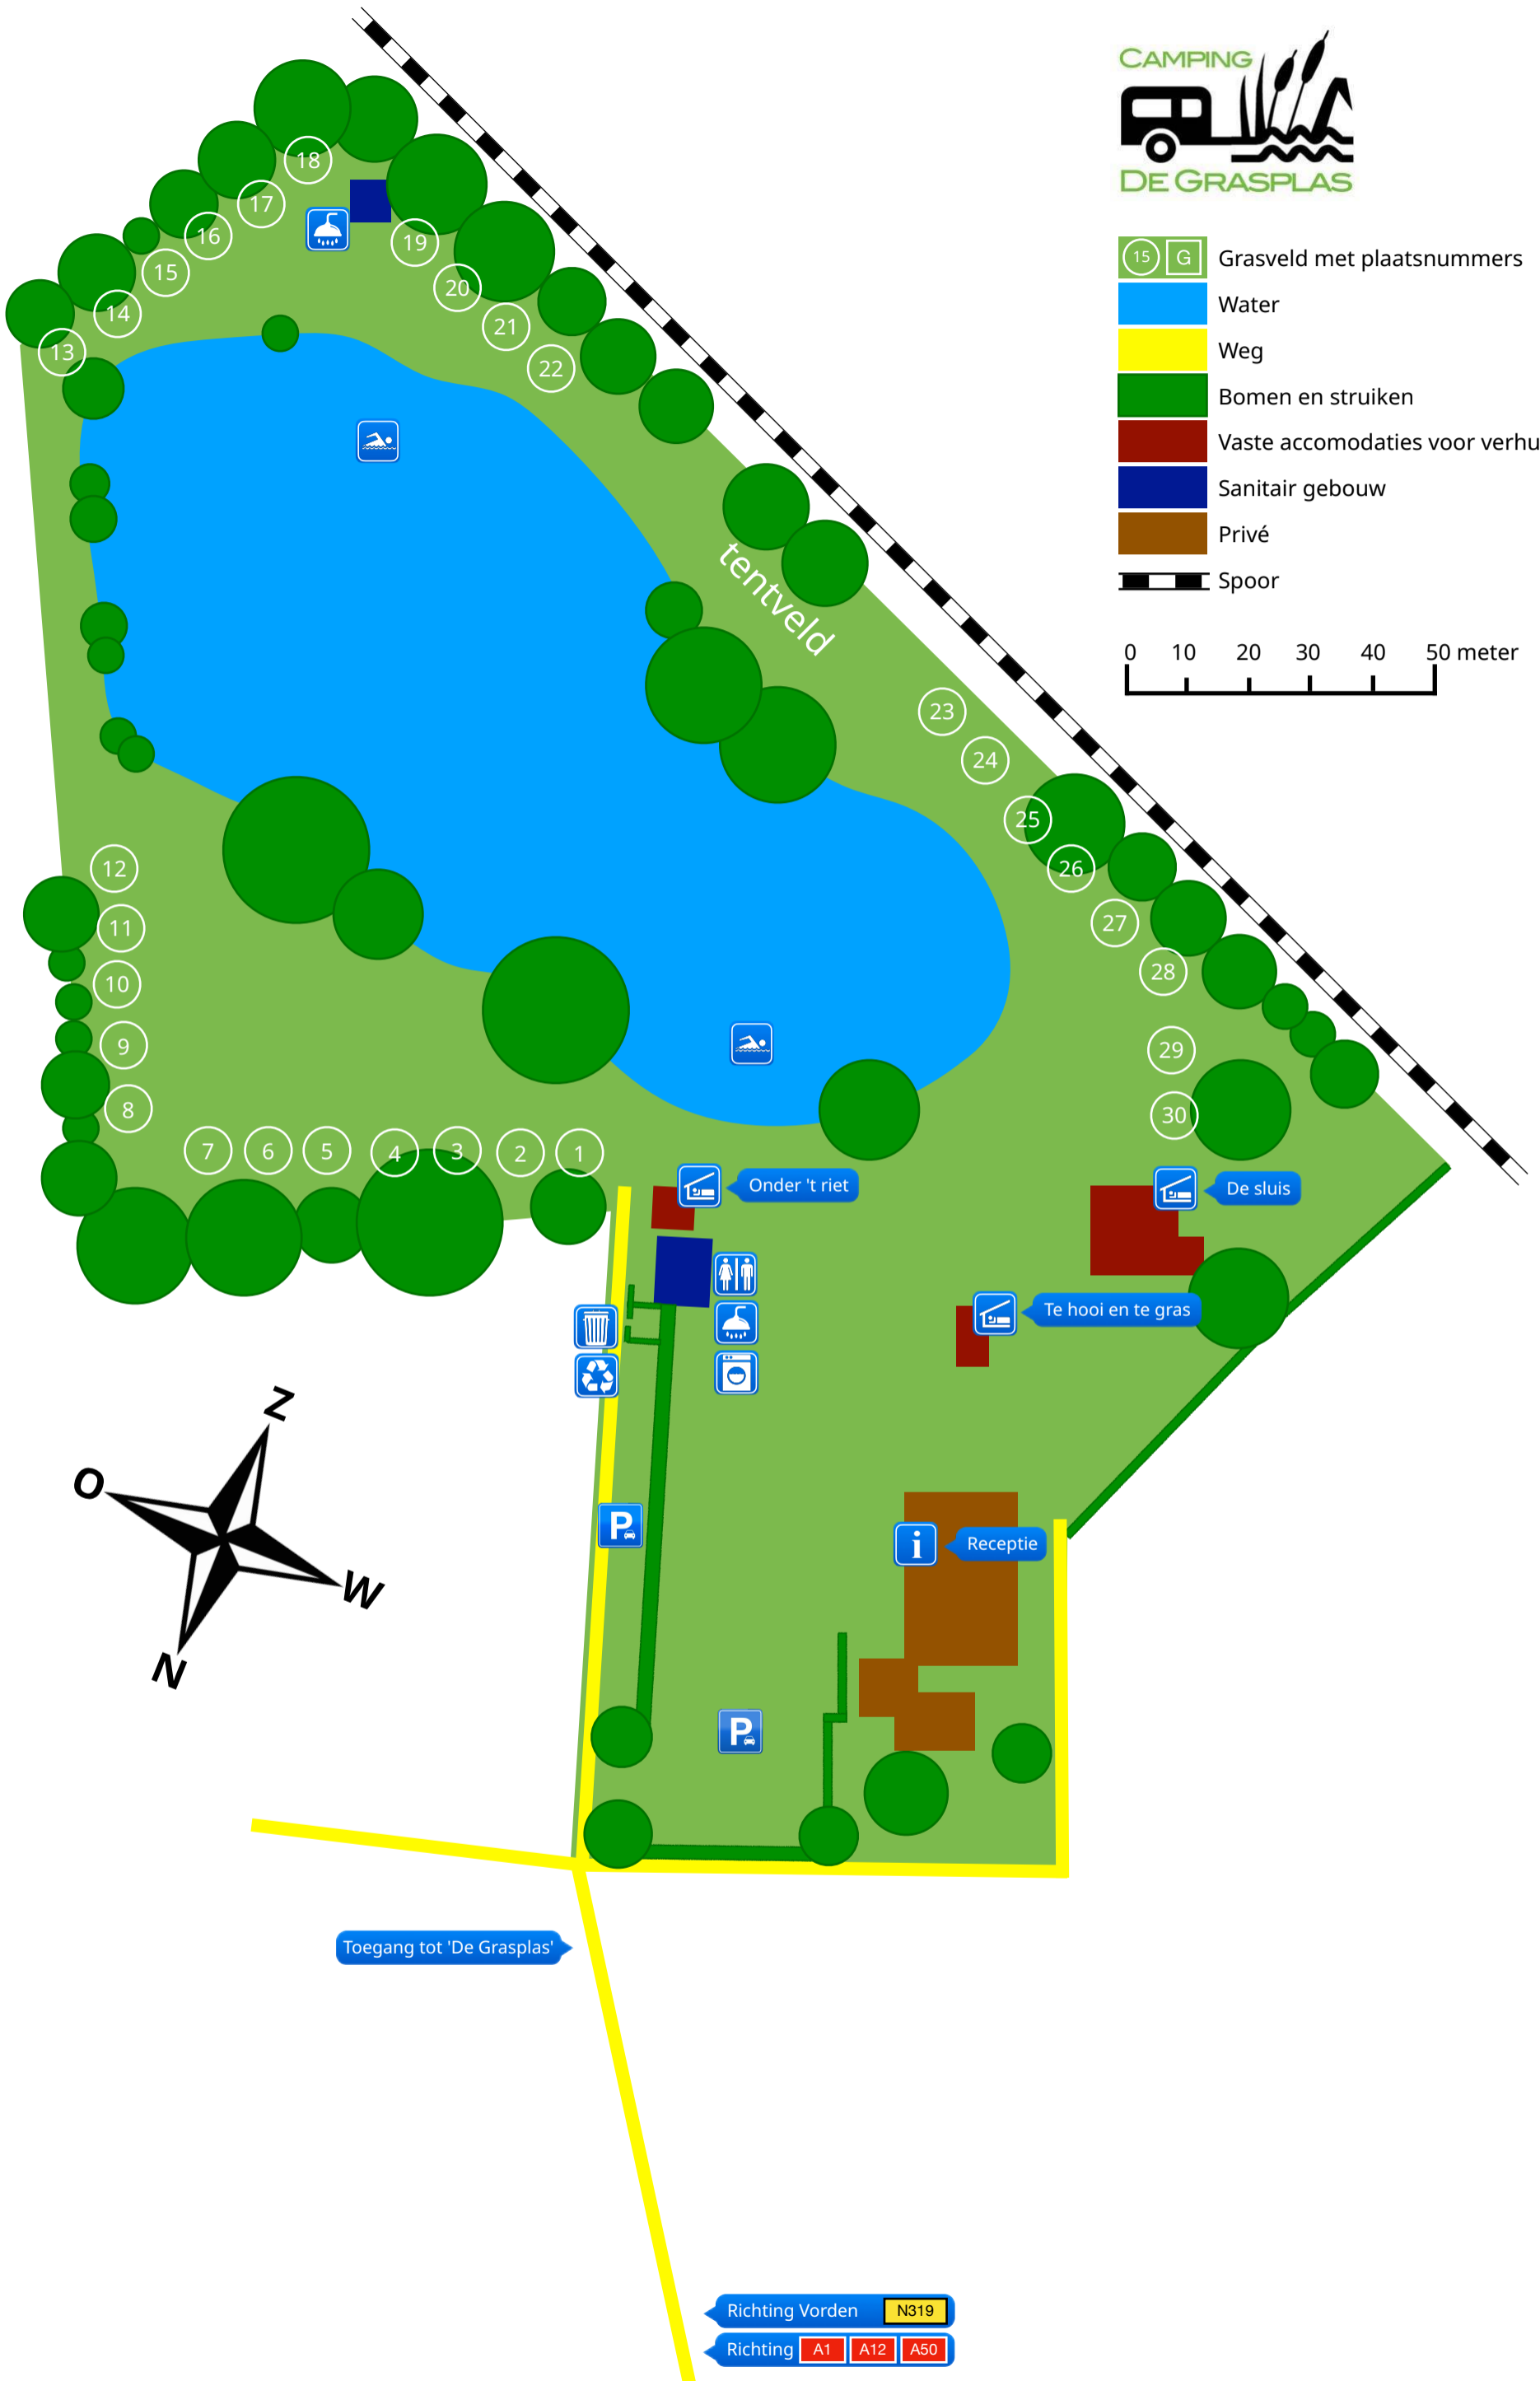 CAMPING
DE GRASPLAS
15 G Grasveld met plaatsnummers
Water
Weg
Bomen en struiken
Vaste accomodaties voor verhu
Sanitair gebouw
Privé
Spoor
0 10 20 30 40 50 meter
18
17
16
15
14
13
19
20
21
22
tentveld
23
24
25
26
27
28
29
30
12
11
10
9
8
7 6 5 4 3 2 1
Onder 't riet
De sluis
Te hooi en te gras
P
i Receptie
P
Z
O
W
N
Toegang tot 'De Grasplas'
Richting Vorden N319
Richting A1 A12 A50